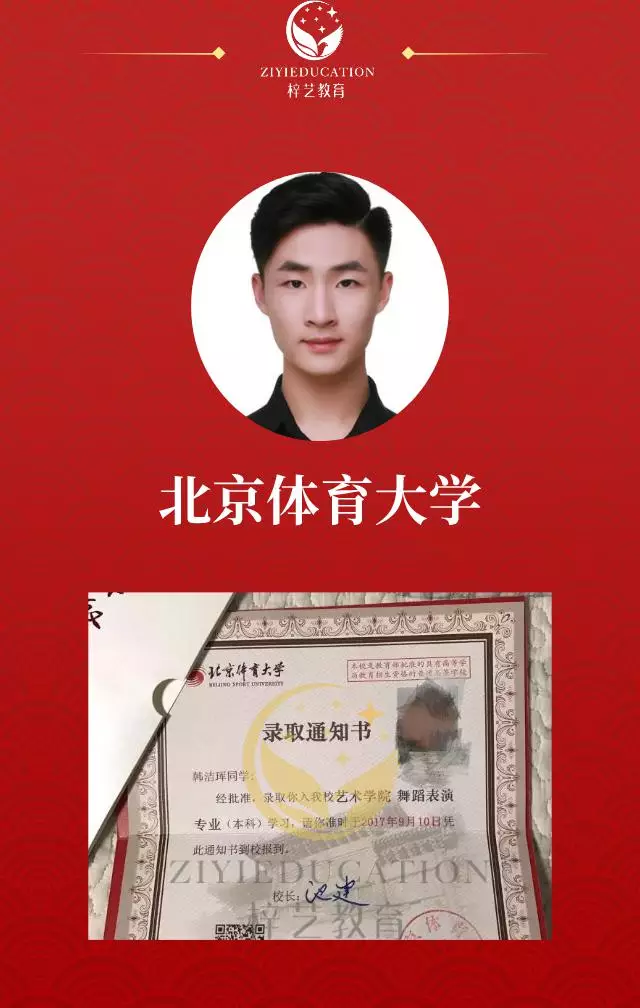 ZIYIEDUCATION
梓艺教育
北京体育大学
北京体育大学
BEIJING SPORT UNIVERSITY
本校是教育部批准的具有高等学
历教育招生资格的普通高等学校
录取通知书
韩洁珲同学：
经批准，录取你入我校艺术学院 舞蹈表演
专业（本科）学习，请你准时于2017年9月10日凭
此通知书到校报到。
ZIYIEDUCATION
校长：池建
梓艺教育